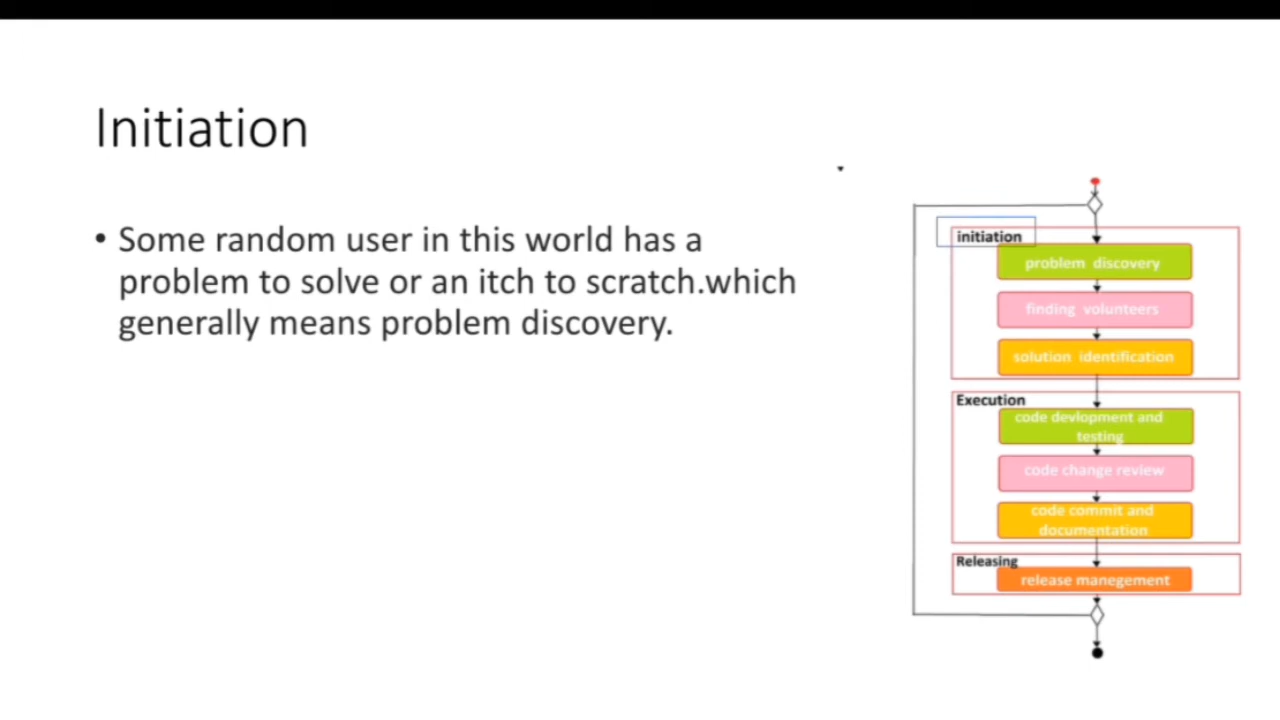 Initiation
• Some random user in this world has a
problem to solve or an itch to scratch.which
generally means problem discovery.
initiation
problem discovery
finding volunteers
solution identification
Execution
code devlopment and
testing
code change review
code commit and
documentation
Releasing
release manegement